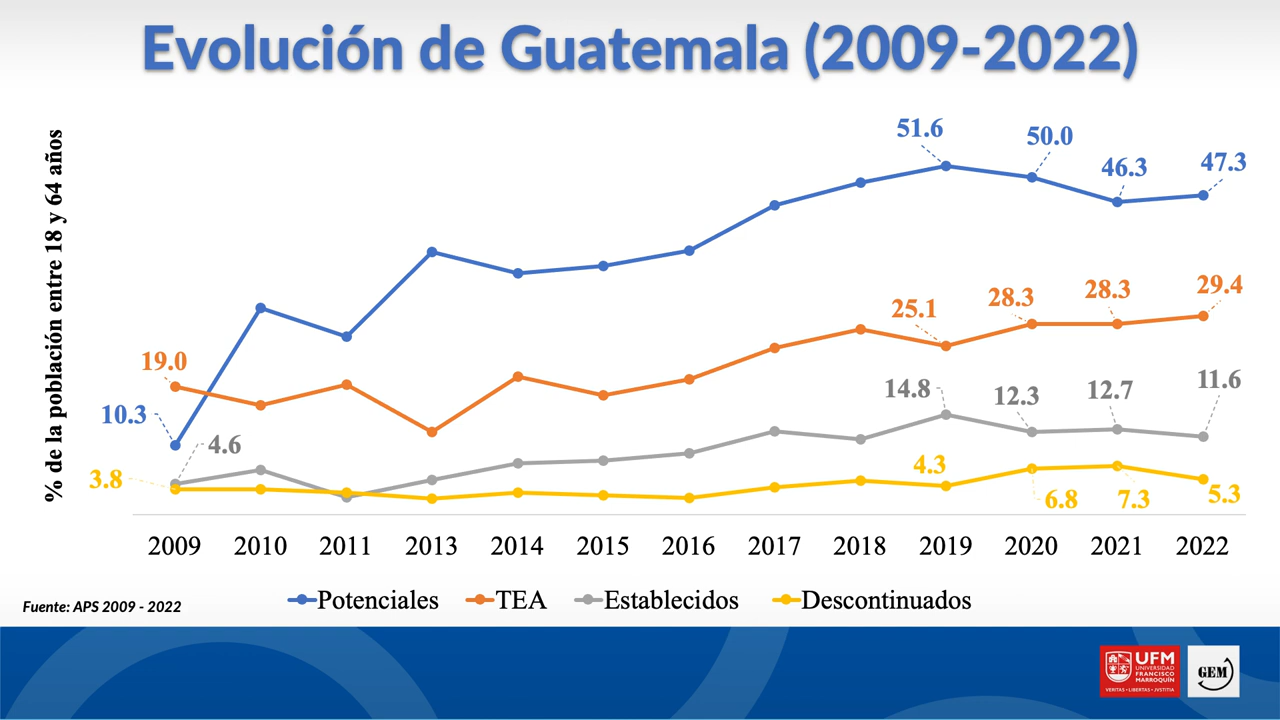 Evolución de Guatemala (2009-2022)
% de la población entre 18 y 64 años
51.6
50.0
46.3
47.3
19.0
25.1
28.3
28.3
29.4
10.3
4.6
14.8
12.3
12.7
11.6
3.8
4.3
6.8
7.3
5.3
2009 2010 2011 2013 2014 2015 2016 2017 2018 2019 2020 2021 2022
Potenciales TEA Establecidos Descontinuados
Fuente: APS 2009 - 2022
UFM
UNIVERSIDAD
FRANCISCO
MARROQUÍN
VERITAS • LIBERTAS • JVSTITIA
GEM